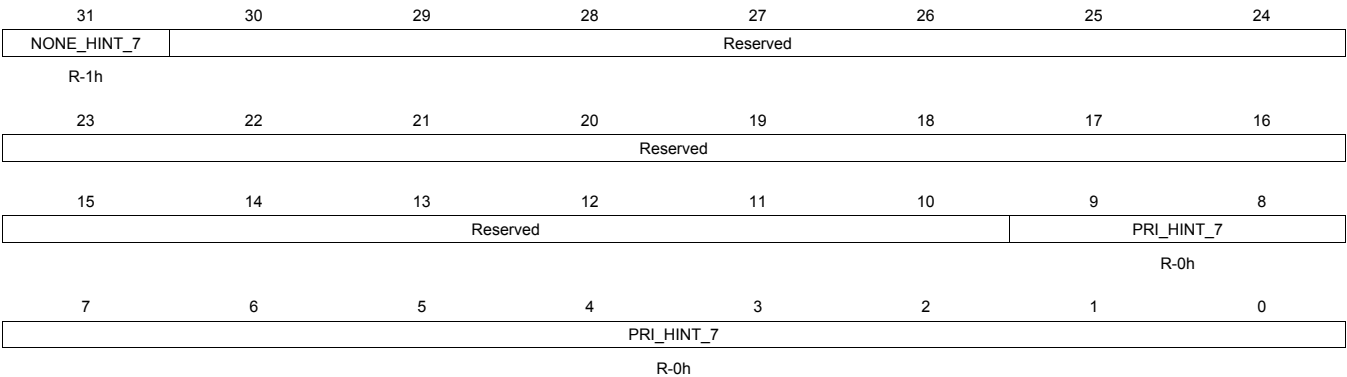 31 30 29 28 27 26 25 24
NONE_HINT_7 Reserved
R-1h
23 22 21 20 19 18 17 16
Reserved
15 14 13 12 11 10 9 8
Reserved PRI_HINT_7
R-0h
7 6 5 4 3 2 1 0
PRI_HINT_7
R-0h